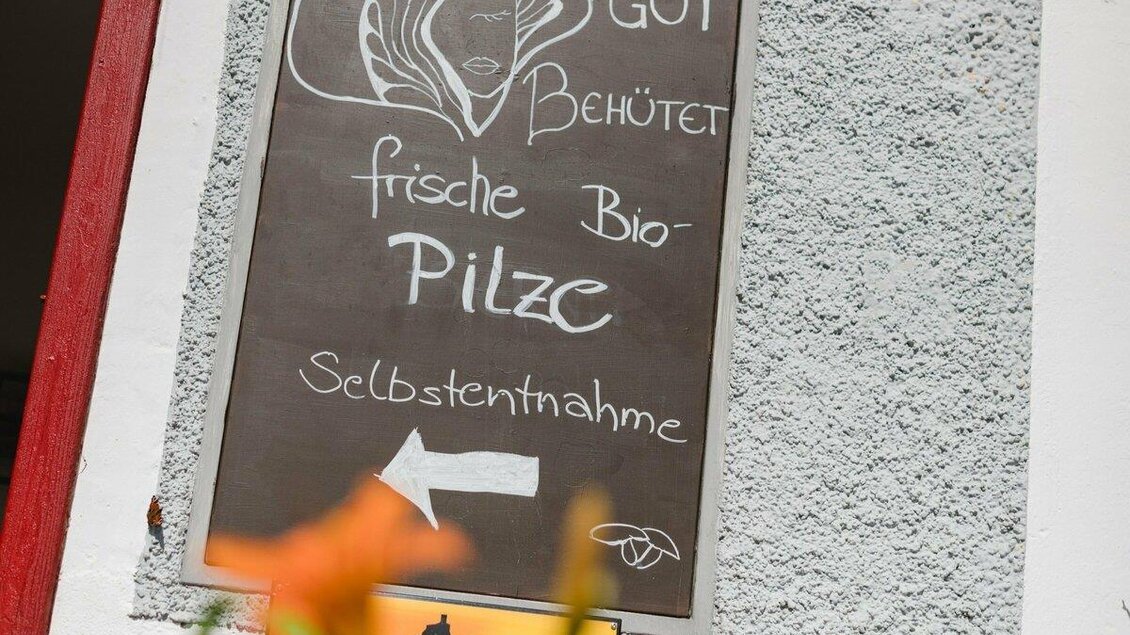 GUT
BEHÜTET
frische Bio-
PILZE
Selbstentnahme